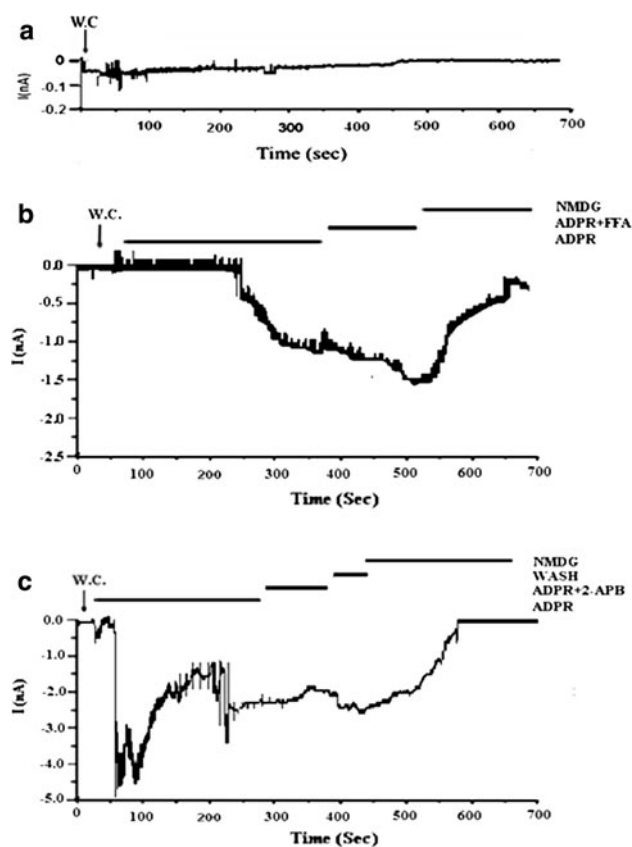 a
W.C
I(nA)
0
-0.1
-0.2
100 200 300 400 500 600 700
Time (sec)
b
W.C.
NMDG
ADPR+FFA
ADPR
I (nA)
0.0
-0.5
-1.0
-1.5
-2.0
-2.5
0 100 200 300 400 500 600 700
Time (Sec)
c
W.C.
NMDG
WASH
ADPR+2-APB
ADPR
I (nA)
0.0
-1.0
-2.0
-3.0
-4.0
-5.0
0 100 200 300 400 500 600 700
Time (Sec)